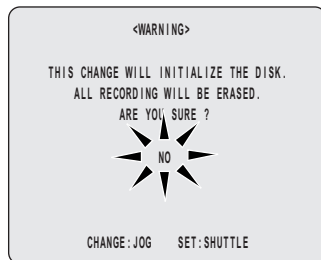 <WARNING>
THIS CHANGE WILL INITIALIZE THE DISK.
ALL RECORDING WILL BE ERASED.
ARE YOU SURE ?
NO
CHANGE:JOG SET:SHUTTLE